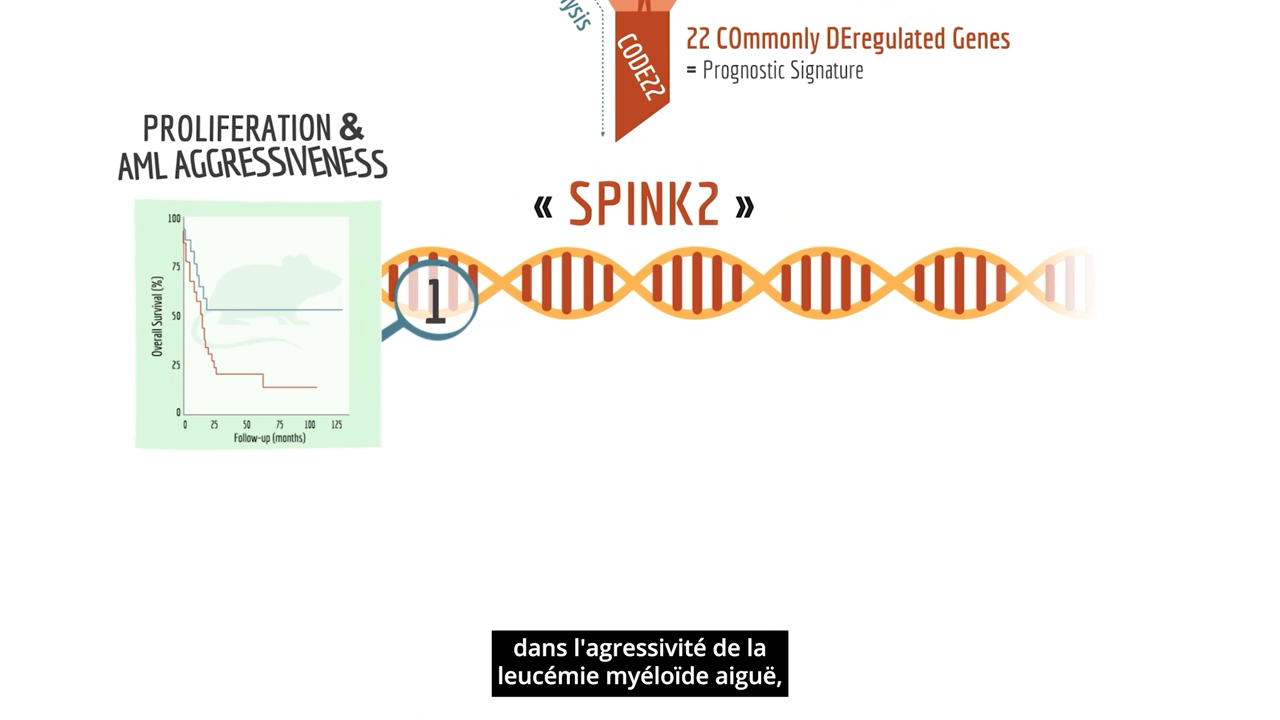 CODE22
22 COmmonly DEregulated Genes
= Prognostic Signature
PROLIFERATION &
AML AGGRESSIVENESS
« SPINK2 »
100
75
50
25
0
Overall Survival (%)
0 25 50 75 100 125
Follow-up (months)
1
dans l'agressivité de la
leucémie myéloïde aiguë,